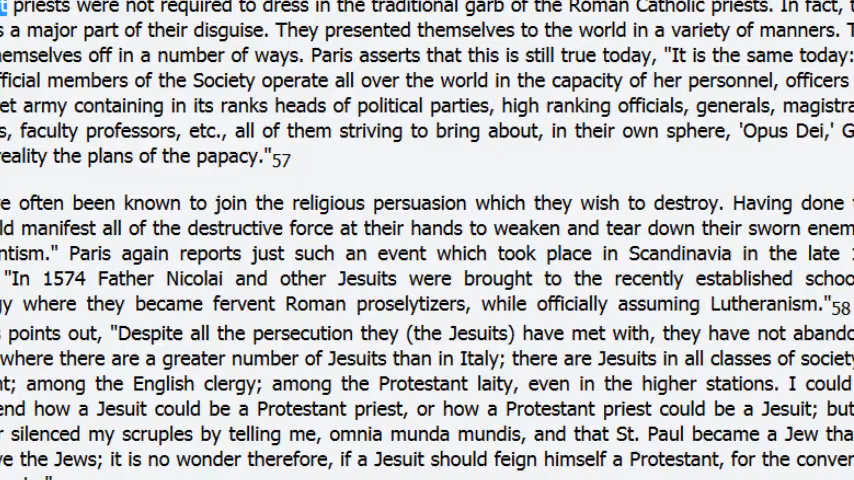 t priests were not required to dress in the traditional garb of the Roman Catholic priests. In fact, t
s a major part of their disguise. They presented themselves to the world in a variety of manners. T
emselves off in a number of ways. Paris asserts that this is still true today, "It is the same today:
fficial members of the Society operate all over the world in the capacity of her personnel, officers
et army containing in its ranks heads of political parties, high ranking officials, generals, magistra
s, faculty professors, etc., all of them striving to bring about, in their own sphere, 'Opus Dei,' G
reality the plans of the papacy."57
e often been known to join the religious persuasion which they wish to destroy. Having done
ld manifest all of the destructive force at their hands to weaken and tear down their sworn enem
ntism." Paris again reports just such an event which took place in Scandinavia in the late 1
"In 1574 Father Nicolai and other Jesuits were brought to the recently established schoo
gy where they became fervent Roman proselytizers, while officially assuming Lutheranism."58
s points out, "Despite all the persecution they (the Jesuits) have met with, they have not abando
where there are a greater number of Jesuits than in Italy; there are Jesuits in all classes of society
nt; among the English clergy; among the Protestant laity, even in the higher stations. I could
end how a Jesuit could be a Protestant priest, or how a Protestant priest could be a Jesuit; but
r silenced my scruples by telling me, omnia munda mundis, and that St. Paul became a Jew tha
ve the Jews; it is no wonder therefore, if a Jesuit should feign himself a Protestant, for the conver